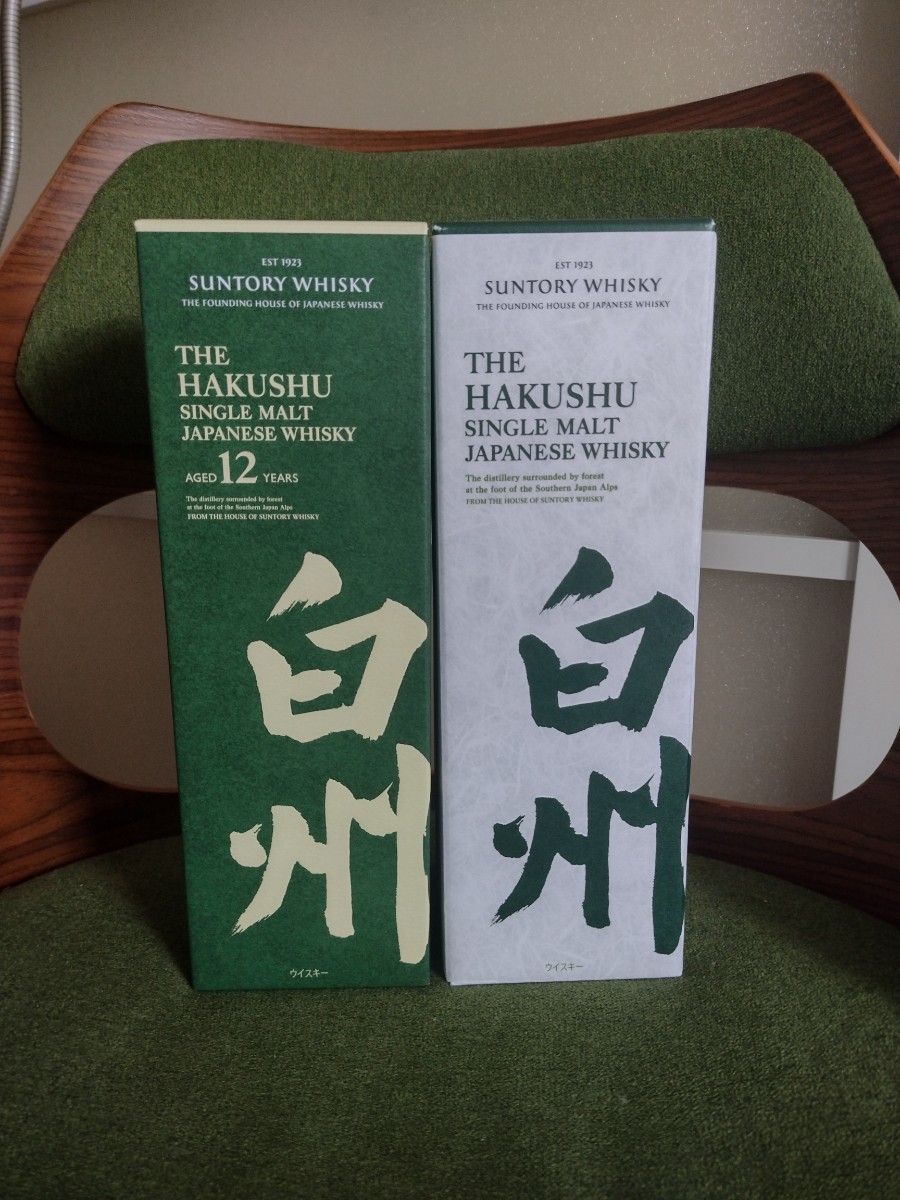 EST 1923
SUNTORY WHISKY
THE FOUNDING HOUSE OF JAPANESE WHISKY
THE
HAKUSHU
SINGLE MALT
JAPANESE WHISKY
AGED 12 YEARS
The distillery surrounded by forest
at the foot of the Southern Japan Alps
FROM THE HOUSE OF SUNTORY WHISKY
白
州
ウイスキー
EST 1923
SUNTORY WHISKY
THE FOUNDING HOUSE OF JAPANESE WHISKY
THE
HAKUSHU
SINGLE MALT
JAPANESE WHISKY
The distillery surrounded by forest
at the foot of the Southern Japan Alps
FROM THE HOUSE OF SUNTORY WHISKY
白
州
ウイスキー